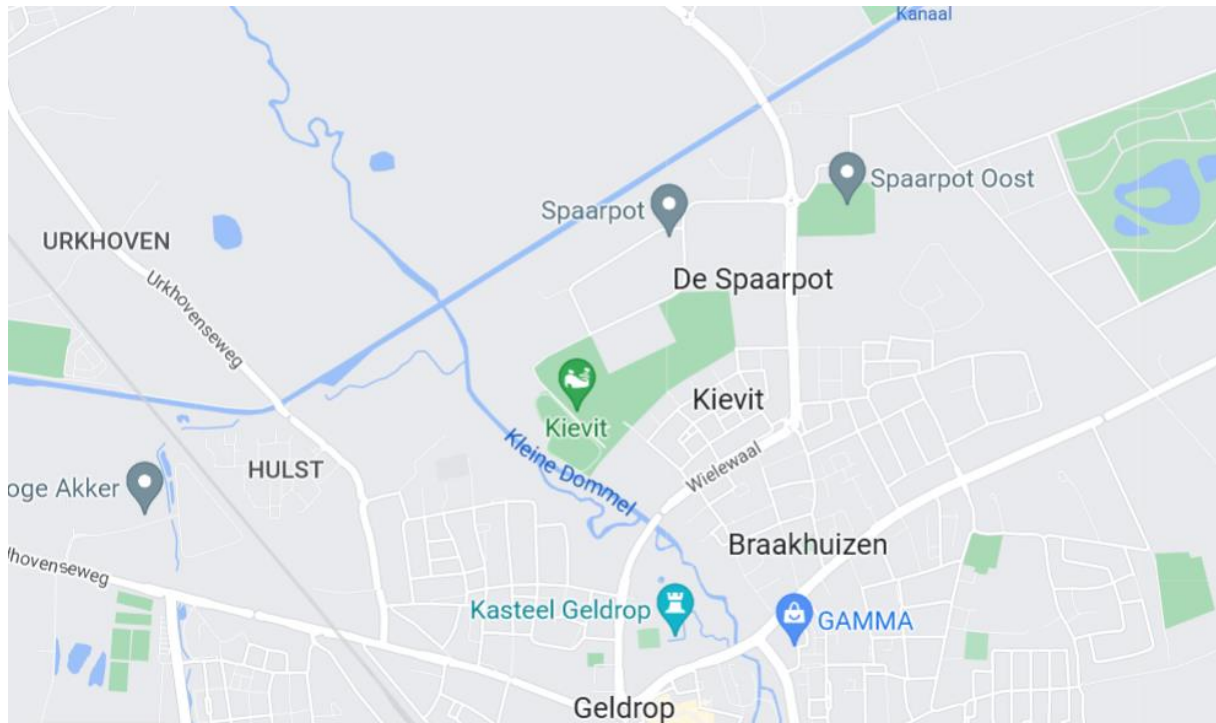 Kanaal
Spaarpot Oost
Spaarpot
URKHOVEN
De Spaarpot
Urkhovenseweg
Kievit
Kievit
HULST
Wielewaal
Kleine Dommel
oge Akker
Braakhuizen
dhovenseweg
Kasteel Geldrop
GAMMA
Geldrop